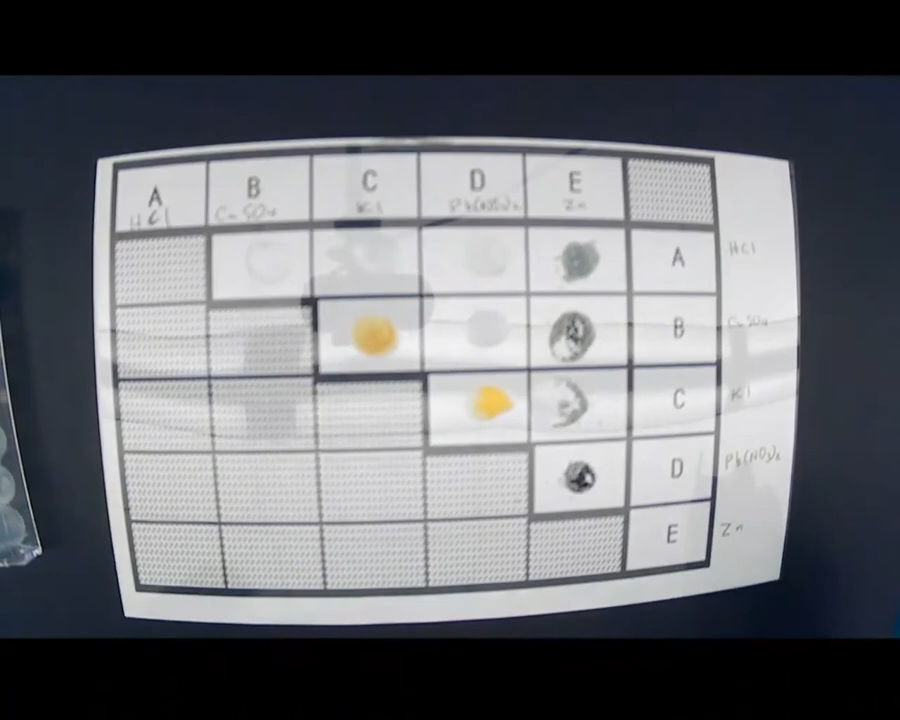 A B C D E
HCl CuSO4 KI Pb(NO3)2 Zn
A HCl
B CuSO4
C KI
D Pb(NO3)2
E Zn